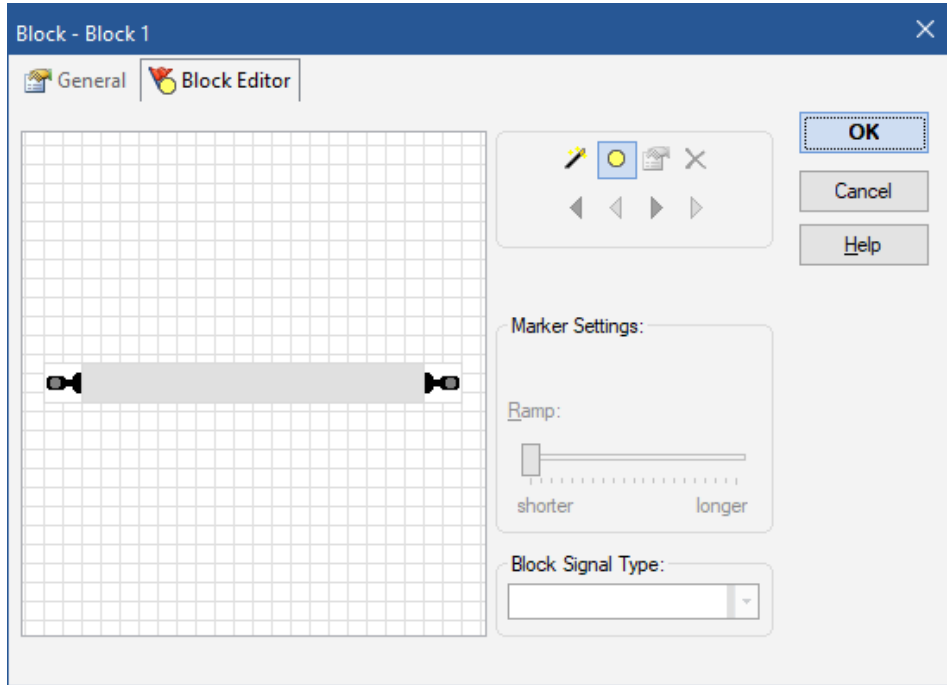 Block - Block 1
General
Block Editor
OK
Cancel
Help
Marker Settings:
Ramp:
shorter longer
Block Signal Type: